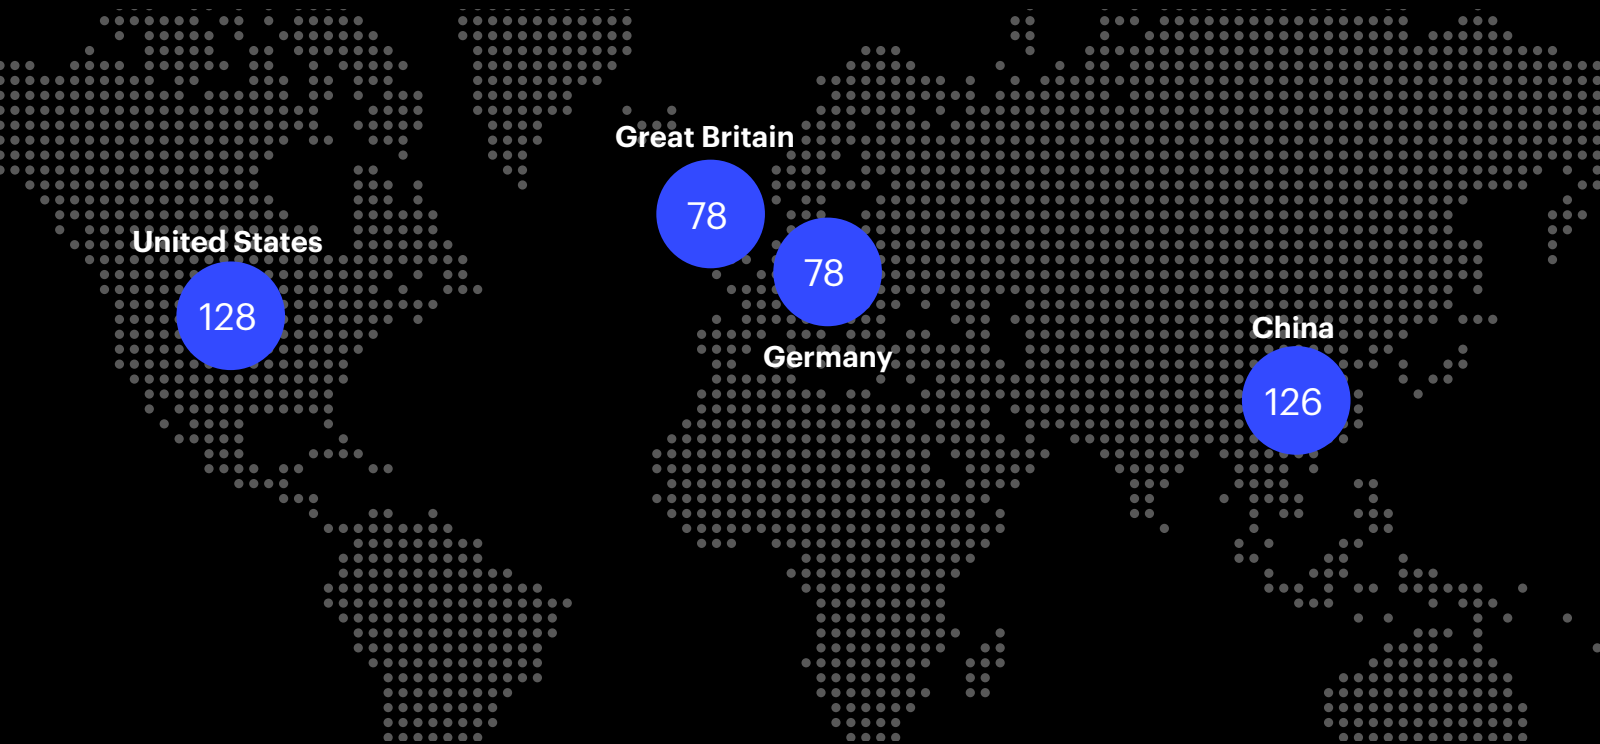 Great Britain
78
United States
128
78
Germany
China
126